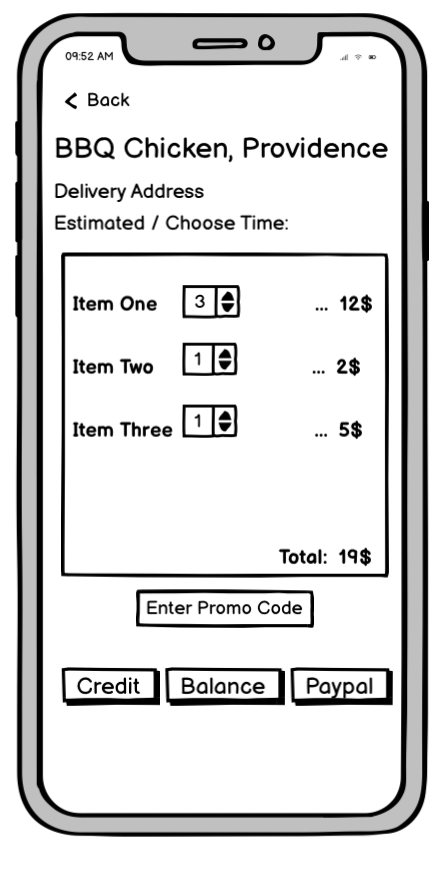 09:52 AM
Back
BBQ Chicken, Providence
Delivery Address
Estimated / Choose Time:
Item One 3 ... 12$
Item Two 1 ... 2$
Item Three 1 ... 5$
Total: 19$
Enter Promo Code
Credit Balance Paypal